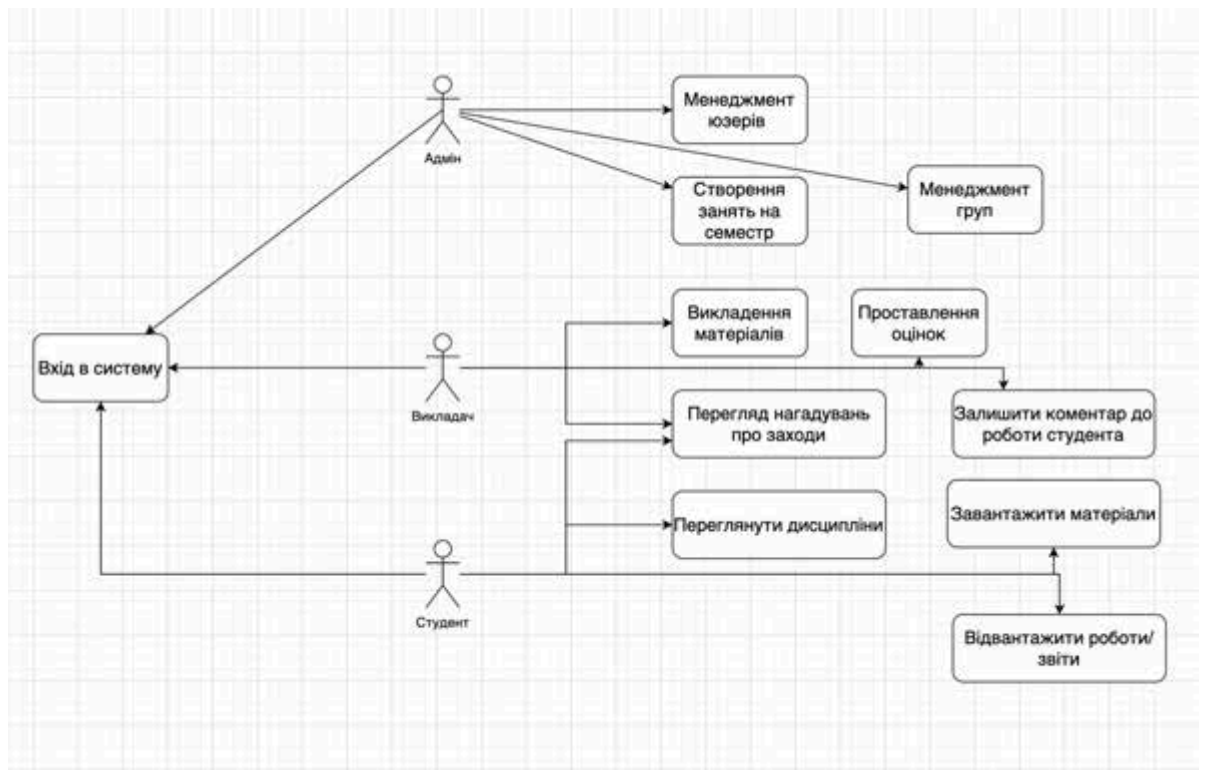 Менеджмент
юзерів
Адмін
Створення
занять на
семестр
Менеджмент
груп
Викладення
матеріалів
Проставлення
оцінок
Вхід в систему
Викладач
Перегляд нагадувань
про заходи
Залишити коментар до
роботи студента
Переглянути дисципліни
Завантажити матеріали
Студент
Відвантажити роботи/
звіти